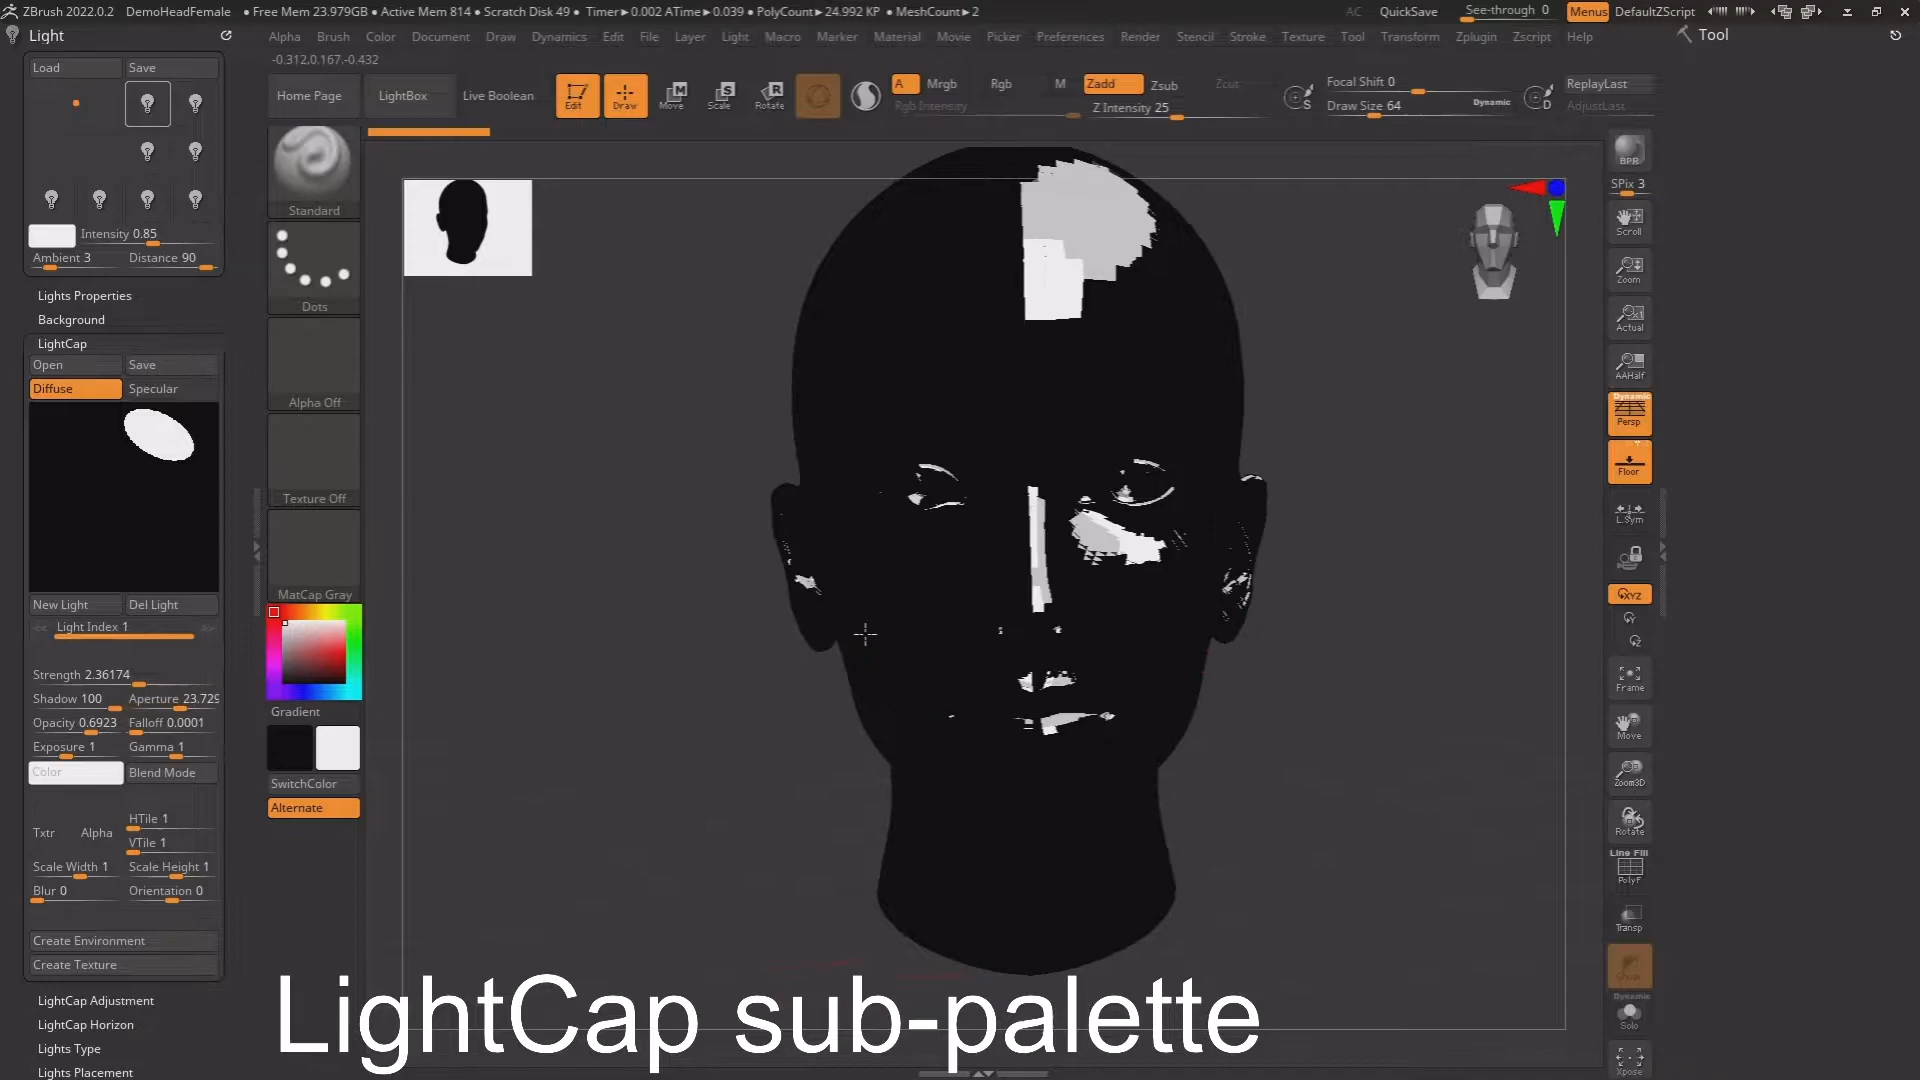 ZBrush 2022.0.2 DemoHeadFemale • Free Mem 23.979GB • Active Mem 814 • Scratch Disk 49 • Timer►0.002 ATime►0.039 • PolyCount►24.992 KP • MeshCount►2 AC QuickSave See-through 0 Menus DefaultZScript
Light Alpha Brush Color Document Draw Dynamics Edit File Layer Light Macro Marker Material Movie Picker Preferences Render Stencil Stroke Texture Tool Transform Zplugin Zscript Help Tool
-0.312,0.167,-0.432
Load Save
Home Page LightBox Live Boolean Edit Draw Move Scale Rotate A Mrgb Rgb M Zadd Zsub Zcut Focal Shift 0 ReplayLast
Rgb Intensity Z Intensity 25 S Draw Size 64 Dynamic D AdjustLast
BPR
SPix 3
Standard
Scroll
Intensity 0.85
Ambient 3 Distance 90
Zoom
Lights Properties
Dots
Background
Actual
LightCap
Open Save
AAHalf
Diffuse Specular
Alpha Off
Dynamic
Persp
Floor
Texture Off
L.Sym
MatCap Gray
XYZ
New Light Del Light
Y
<< Light Index 1 >>
Z
Strength 2.36174
Frame
Shadow 100 Aperture 23.729
Gradient
Opacity 0.6923 Falloff 0.0001
Move
Exposure 1 Gamma 1
Color Blend Mode
SwitchColor
Zoom3D
Alternate
HTile 1
Txtr Alpha
Rotate
VTile 1
Line Fill
Scale Width 1 Scale Height 1
PolyF
Blur 0 Orientation 0
Transp
Create Environment
Create Texture
Ghost
Dynamic
LightCap Adjustment
Solo
LightCap Horizon
LightCap sub-palette
Lights Type
Xpose
Lights Placement